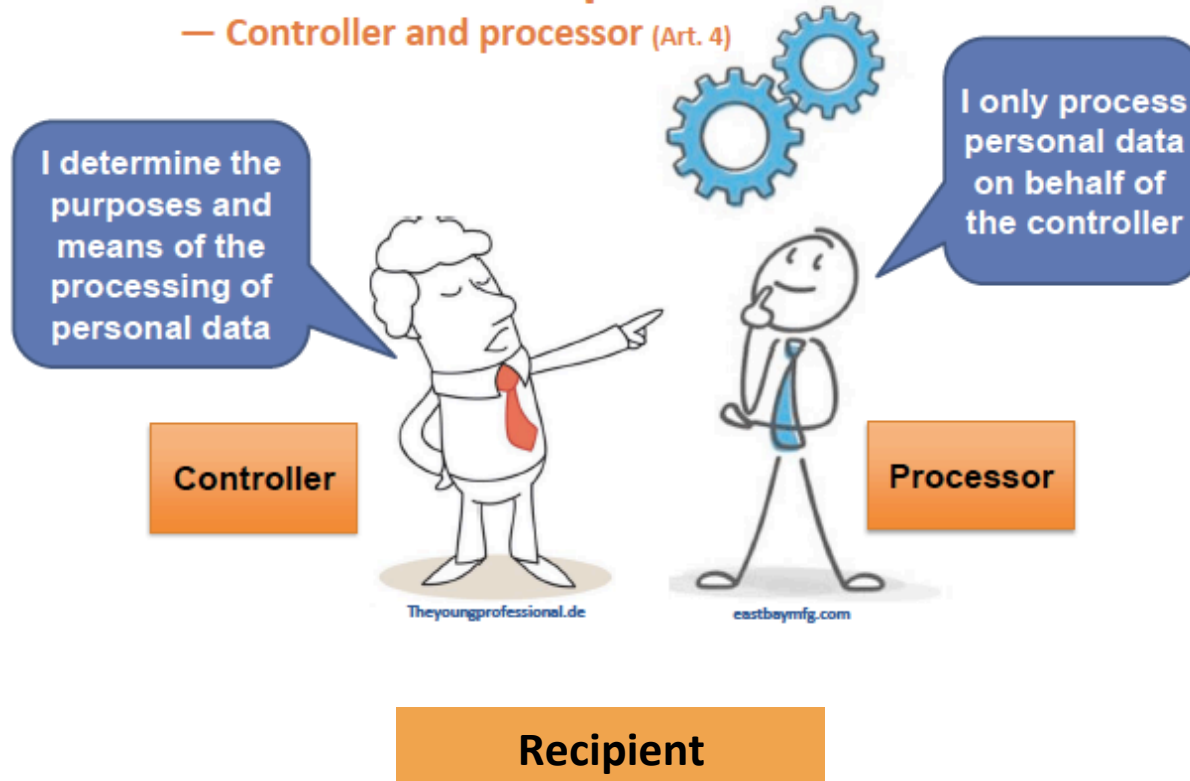 — Controller and processor (Art. 4)
I determine the
purposes and
means of the
processing of
personal data
I only process
personal data
on behalf of
the controller
Controller
Processor
Theyoungprofessional.de
eastbaymfg.com
Recipient